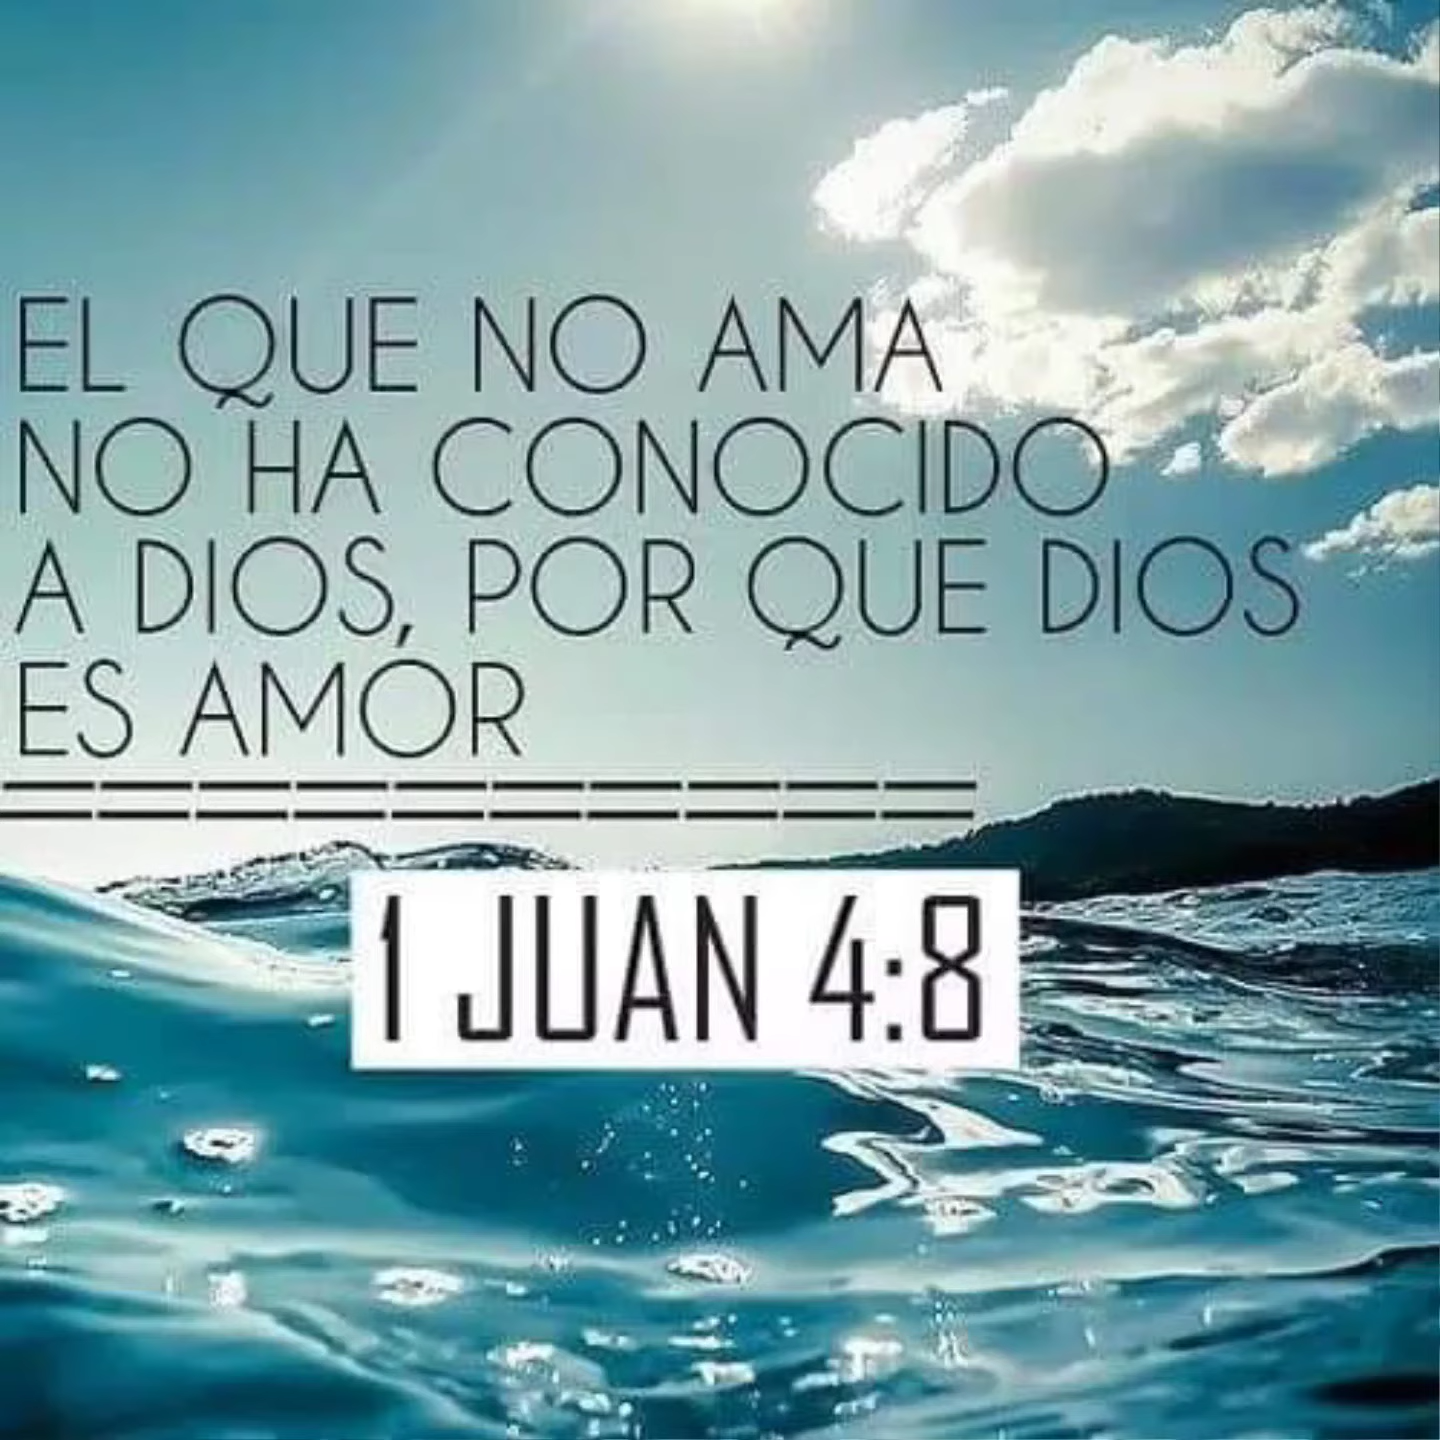 EL QUE NO AMA
NO HA CONOCIDO
A DIOS, POR QUE DIOS
ES AMÓR
1 JUAN 4:8